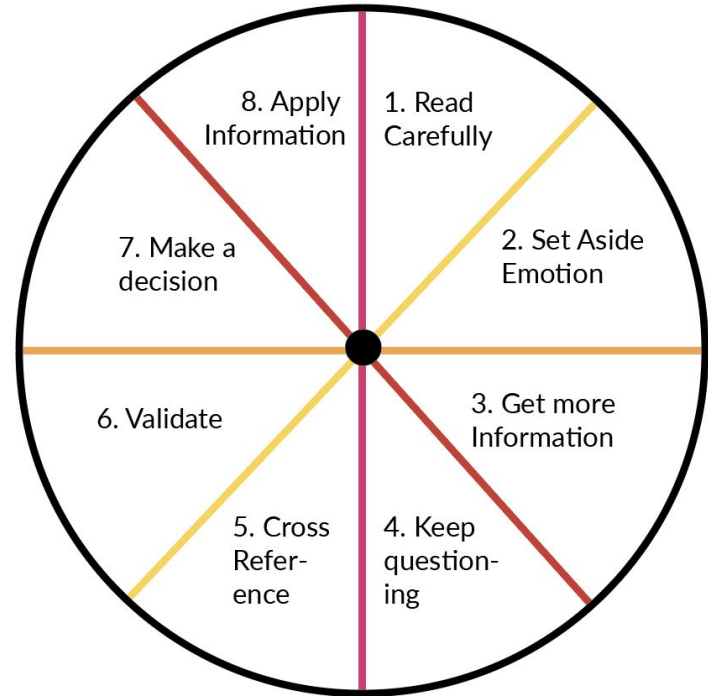 1. Read
Carefully
2. Set Aside
Emotion
3. Get more
Information
4. Keep
question-
ing
5. Cross
Refer-
ence
6. Validate
7. Make a
decision
8. Apply
Information